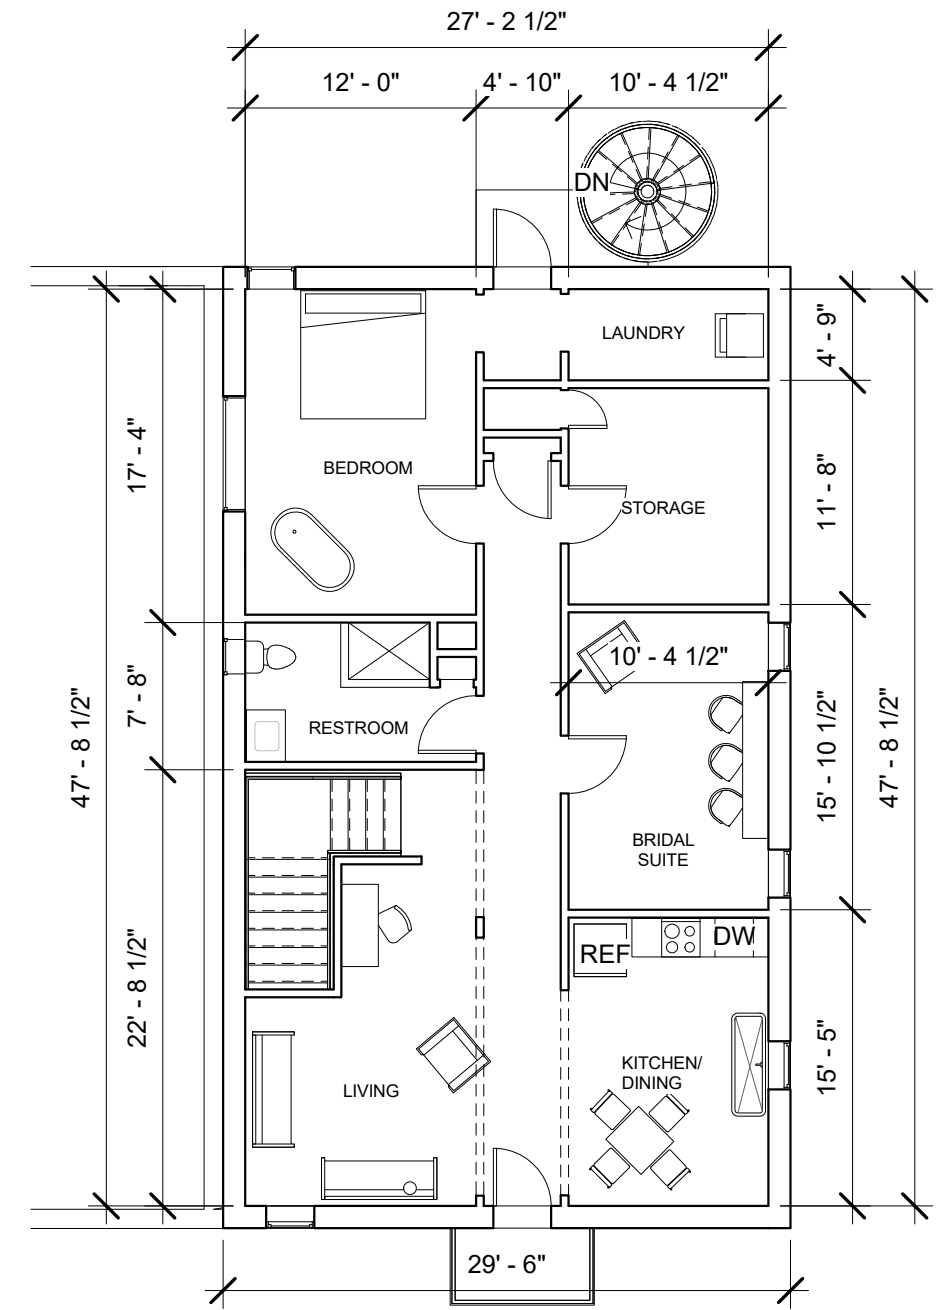 27' - 2 1/2"
12' - 0"
4' - 10"
10' - 4 1/2"
DN
LAUNDRY
4' - 9"
17' - 4"
BEDROOM
11' - 8"
STORAGE
10' - 4 1/2"
7' - 8"
RESTROOM
47' - 8 1/2"
15' - 10 1/2"
47' - 8 1/2"
BRIDAL
SUITE
REF
DW
22' - 8 1/2"
LIVING
KITCHEN/
DINING
15' - 5"
29' - 6"